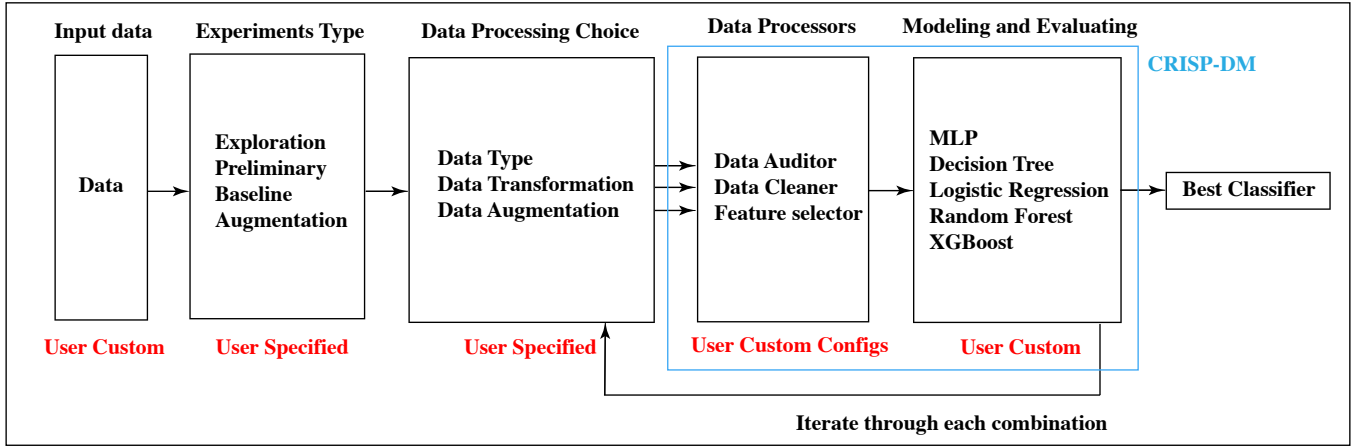 Input data
Experiments Type
Data Processing Choice
Data Processors
Modeling and Evaluating
CRISP-DM
Data
Exploration
Preliminary
Baseline
Augmentation
Data Type
Data Transformation
Data Augmentation
Data Auditor
Data Cleaner
Feature selector
MLP
Decision Tree
Logistic Regression
Random Forest
XGBoost
Best Classifier
User Custom
User Specified
User Specified
User Custom Configs
User Custom
Iterate through each combination